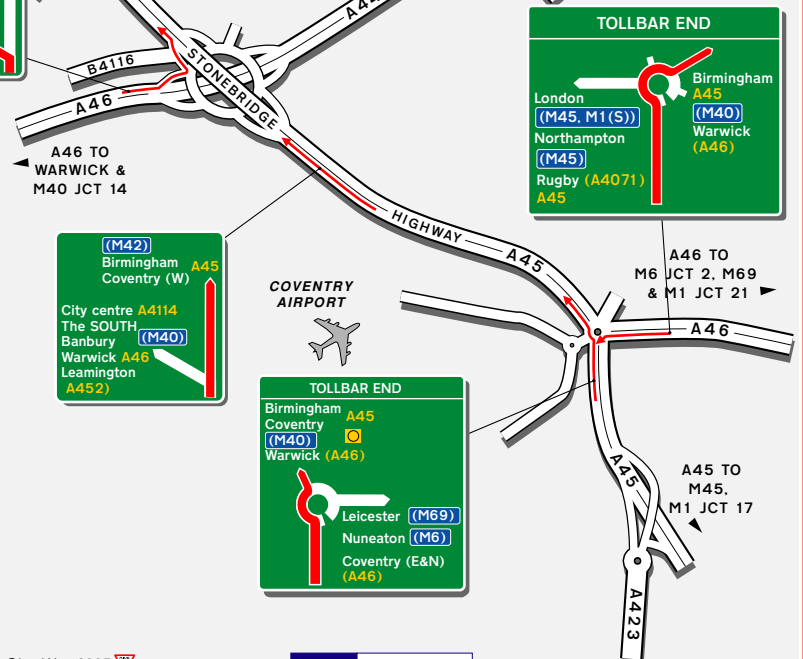 A4
B4116
STONEBRIDGE
A46
A46 TO
WARWICK &
M40 JCT 14
TOLLBAR END
London
(M45, M1(S))
Northampton
(M45)
Rugby (A4071)
A45
Birmingham
A45
(M40)
Warwick
(A46)
HIGHWAY
A45
(M42)
Birmingham A45
Coventry (W)
City centre A4114
The SOUTH
Banbury (M40)
Warwick A46
Leamington
A452)
COVENTRY
AIRPORT
A46 TO
M6 JCT 2, M69
& M1 JCT 21
A46
TOLLBAR END
Birmingham A45
Coventry
(M40)
Warwick (A46)
Leicester (M69)
Nuneaton (M6)
Coventry (E&N)
(A46)
A45
A45 TO
M45,
M1 JCT 17
A423